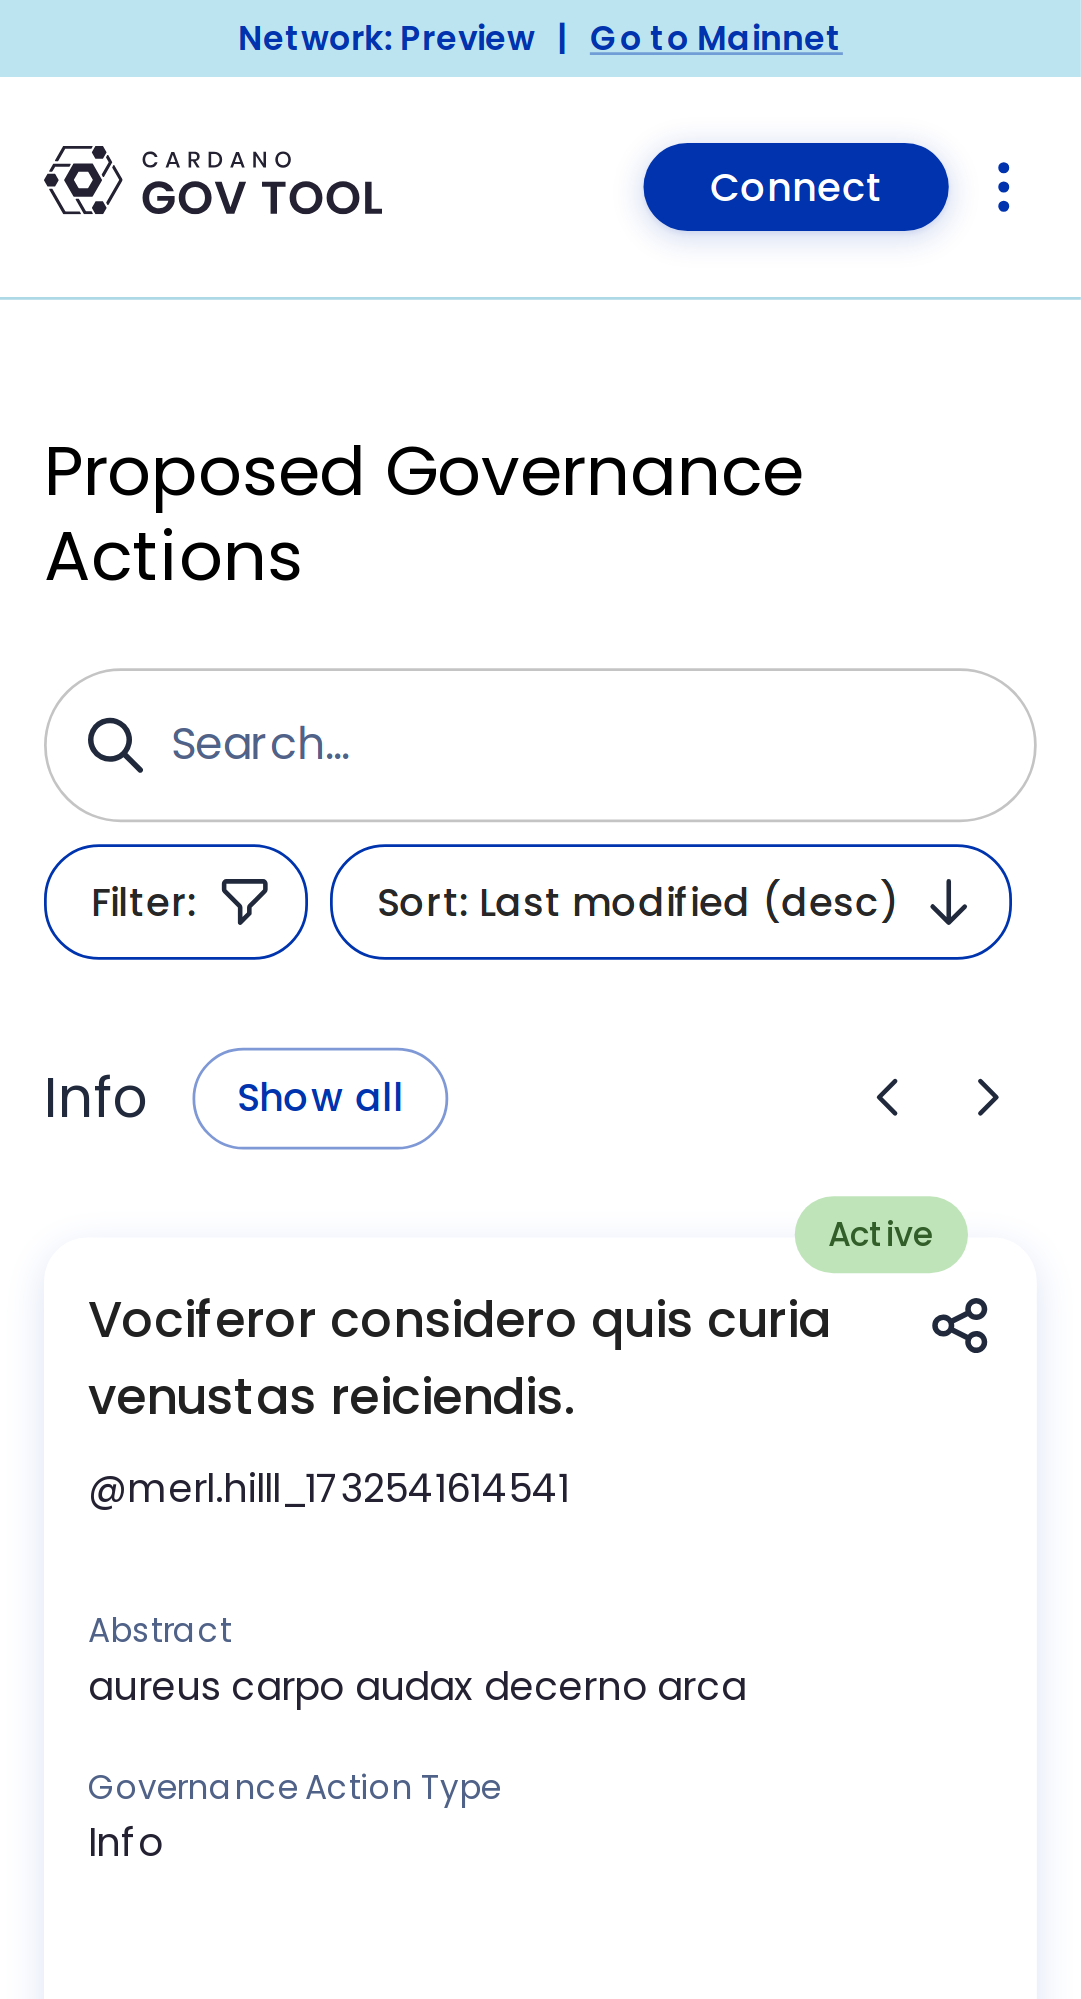 Network: Preview | Go to Mainnet
CARDANO
GOV TOOL
Connect
Proposed Governance
Actions
Search...
Filter:
Sort: Last modified (desc)
Info
Show all
Active
Vociferor considero quis curia
venustas reiciendis.
@merl.hilll_1732541614541
Abstract
aureus carpo audax decerno arca
Governance Action Type
Info